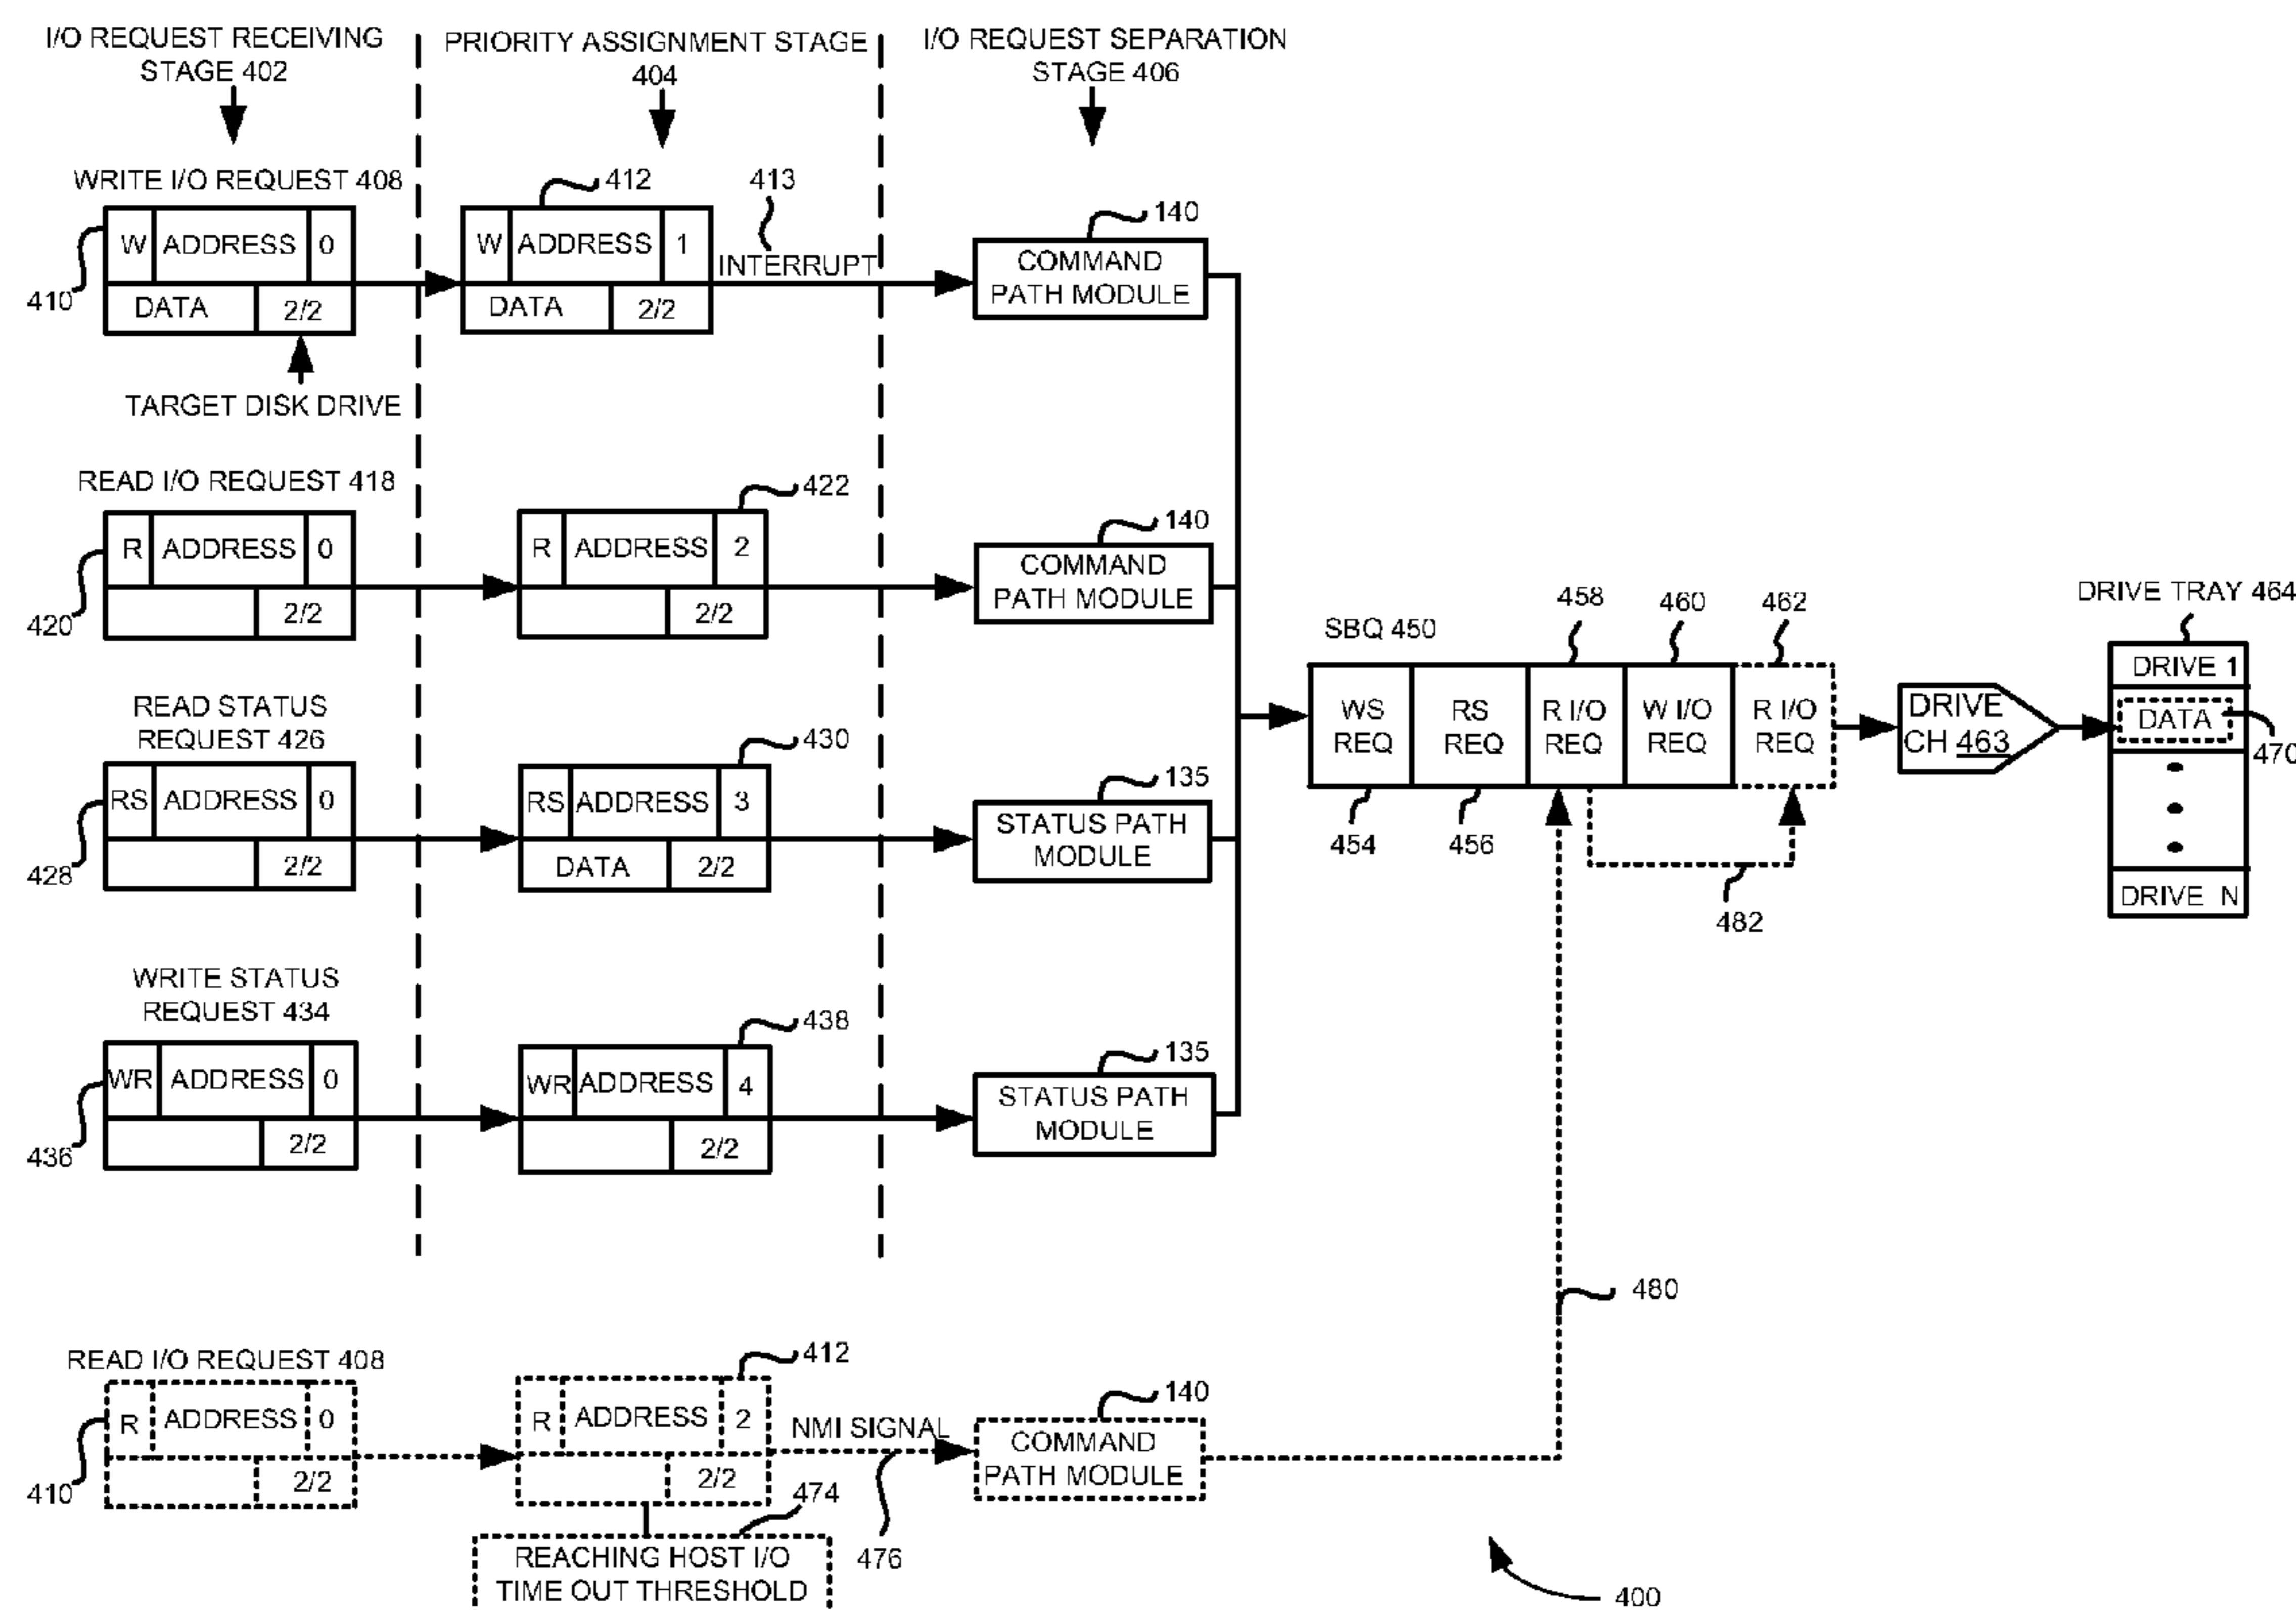 I/O REQUEST RECEIVING
STAGE 402
PRIORITY ASSIGNMENT STAGE
404
I/O REQUEST SEPARATION
STAGE 406
WRITE I/O REQUEST 408
W ADDRESS 0
DATA 2/2
410
TARGET DISK DRIVE
412
W ADDRESS 1
DATA 2/2
413
INTERRUPT
140
COMMAND
PATH MODULE
READ I/O REQUEST 418
R ADDRESS 0
2/2
420
422
R ADDRESS 2
2/2
140
COMMAND
PATH MODULE
READ STATUS
REQUEST 426
RS ADDRESS 0
2/2
428
430
RS ADDRESS 3
DATA 2/2
135
STATUS PATH
MODULE
WRITE STATUS
REQUEST 434
WR ADDRESS 0
2/2
436
438
WR ADDRESS 4
2/2
135
STATUS PATH
MODULE
SBQ 450
458
460
462
WS
REQ
RS
REQ
R I/O
REQ
W I/O
REQ
R I/O
REQ
454
456
482
DRIVE
CH 463
DRIVE TRAY 464
DRIVE 1
DATA
470
DRIVE N
480
READ I/O REQUEST 408
R ADDRESS 0
2/2
410
412
R ADDRESS 2
2/2
474
REACHING HOST I/O
TIME OUT THRESHOLD
NMI SIGNAL
476
140
COMMAND
PATH MODULE
400